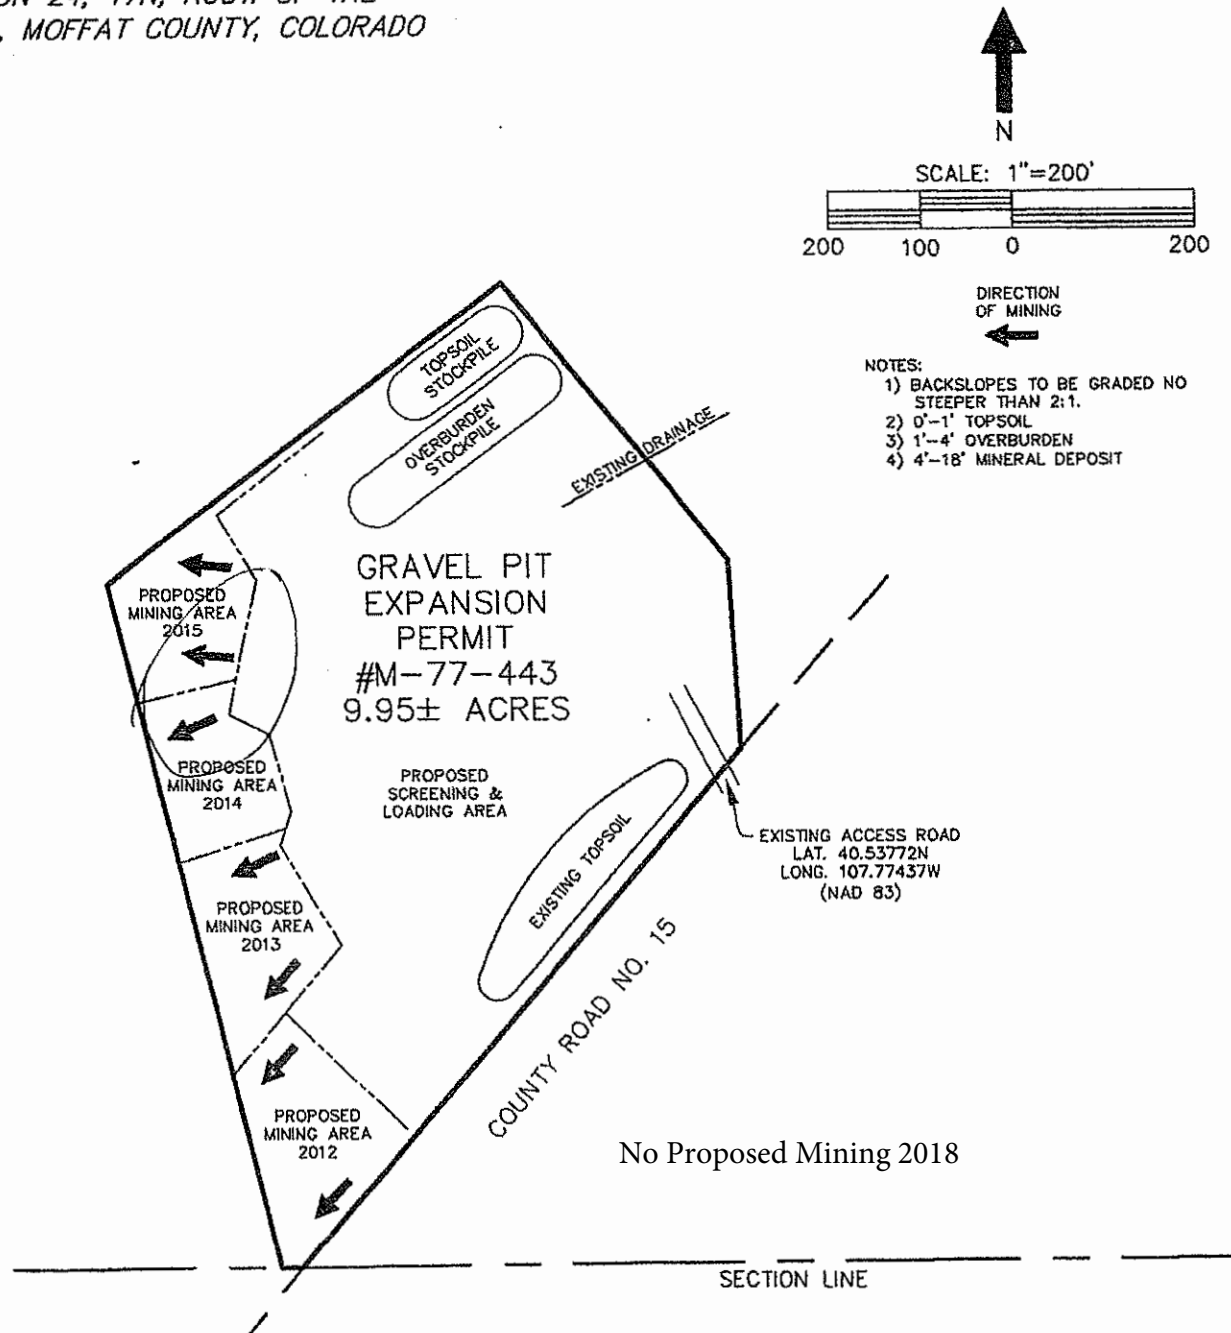 MOFFAT COUNTY, COLORADO
N
SCALE: 1"=200'
200 100 0 200
DIRECTION
OF MINING
NOTES:
1) BACKSLOPES TO BE GRADED NO
STEEPER THAN 2:1.
2) 0'-1' TOPSOIL
3) 1'-4' OVERBURDEN
4) 4'-18' MINERAL DEPOSIT
TOPSOIL
STOCKPILE
OVERBURDEN
STOCKPILE
EXISTING DRAINAGE
GRAVEL PIT
EXPANSION
PERMIT
#M-77-443
9.95± ACRES
PROPOSED
MINING AREA
2015
PROPOSED
MINING AREA
2014
PROPOSED
SCREENING &
LOADING AREA
EXISTING TOPSOIL
EXISTING ACCESS ROAD
LAT. 40.53772N
LONG. 107.77437W
(NAD 83)
PROPOSED
MINING AREA
2013
COUNTY ROAD NO. 15
PROPOSED
MINING AREA
2012
No Proposed Mining 2018
SECTION LINE